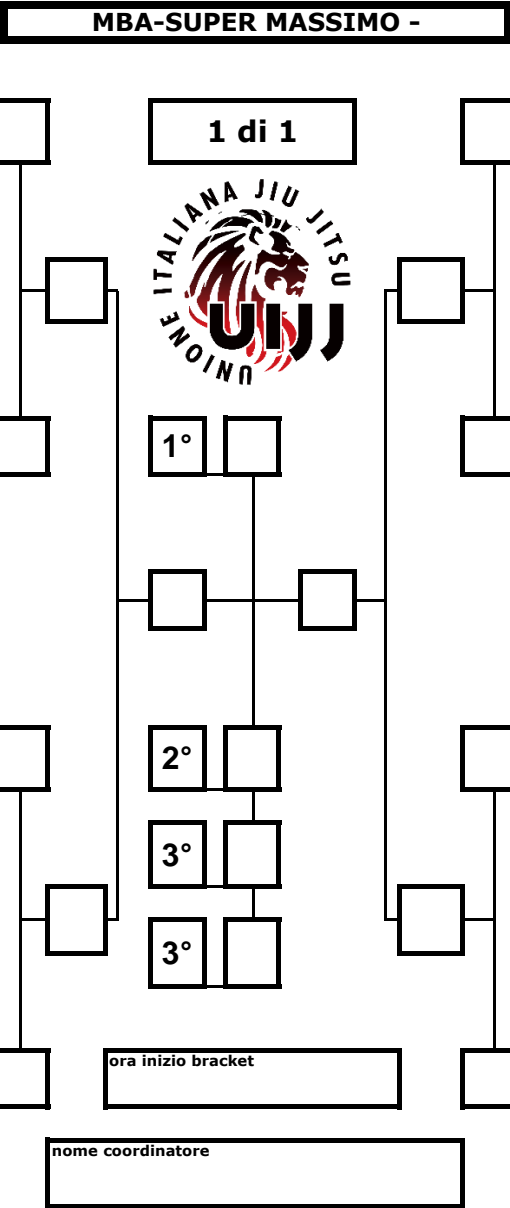 MBA-SUPER MASSIMO -
1 di 1
UNIONE ITALIANA JIU JITSU
UIJJ
1°
2°
3°
3°
ora inizio bracket
nome coordinatore